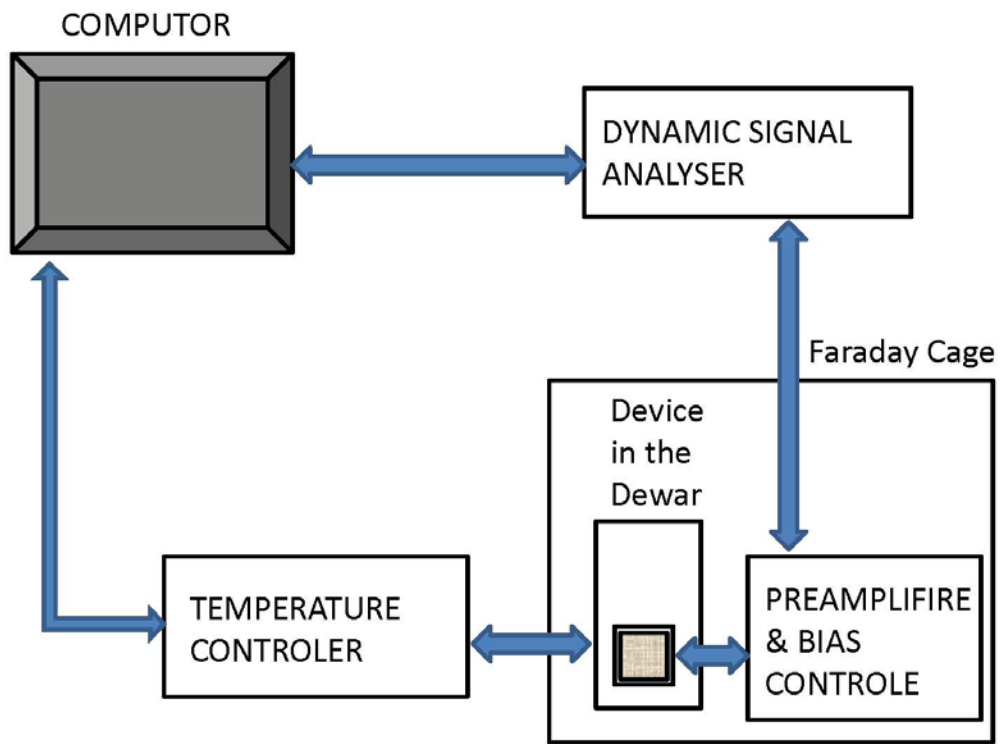 COMPUTOR
DYNAMIC SIGNAL
ANALYSER
Faraday Cage
Device
in the
Dewar
TEMPERATURE
CONTROLER
PREAMPLIFIRE
& BIAS
CONTROLE